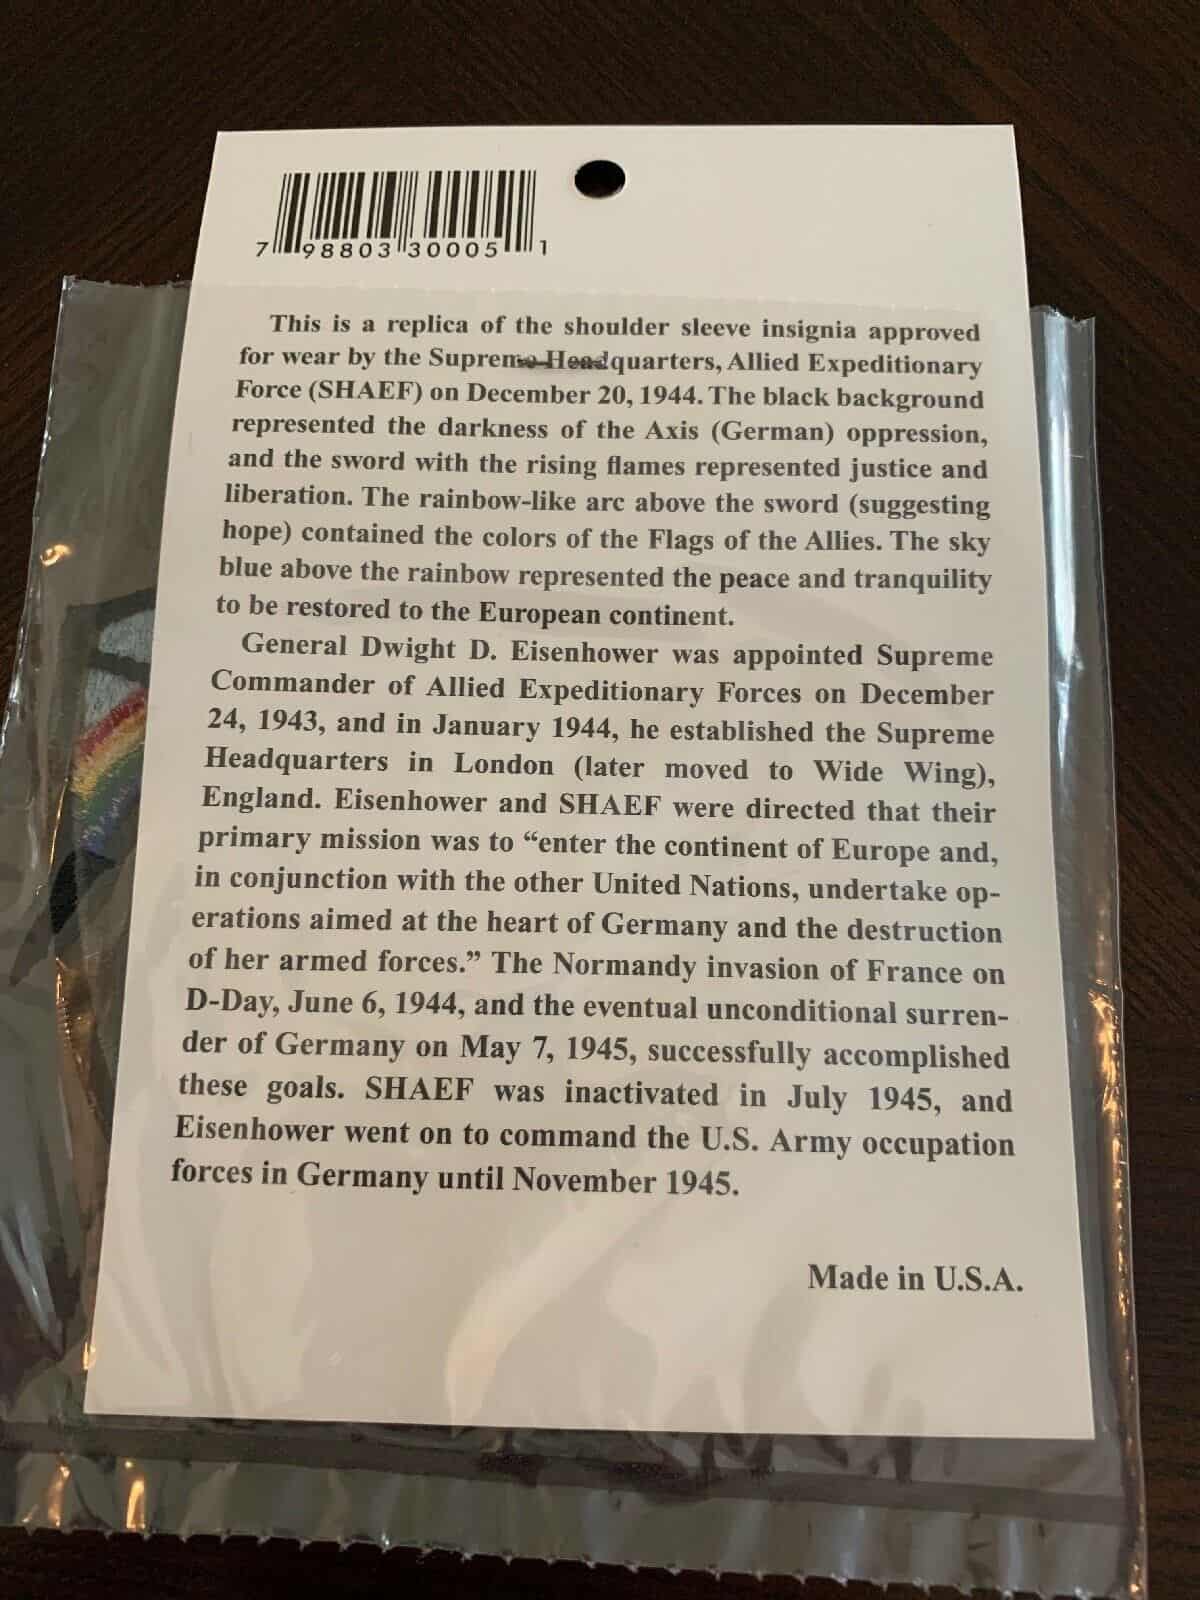 7 98803 30005 1
This is a replica of the shoulder sleeve insignia approved
for wear by the Supreme Headquarters, Allied Expeditionary
Force (SHAEF) on December 20, 1944. The black background
represented the darkness of the Axis (German) oppression,
and the sword with the rising flames represented justice and
liberation. The rainbow-like arc above the sword (suggesting
hope) contained the colors of the Flags of the Allies. The sky
blue above the rainbow represented the peace and tranquility
to be restored to the European continent.
General Dwight D. Eisenhower was appointed Supreme
Commander of Allied Expeditionary Forces on December
24, 1943, and in January 1944, he established the Supreme
Headquarters in London (later moved to Wide Wing),
England. Eisenhower and SHAEF were directed that their
primary mission was to “enter the continent of Europe and,
in conjunction with the other United Nations, undertake op-
erations aimed at the heart of Germany and the destruction
of her armed forces.” The Normandy invasion of France on
D-Day, June 6, 1944, and the eventual unconditional surren-
der of Germany on May 7, 1945, successfully accomplished
these goals. SHAEF was inactivated in July 1945, and
Eisenhower went on to command the U.S. Army occupation
forces in Germany until November 1945.
Made in U.S.A.